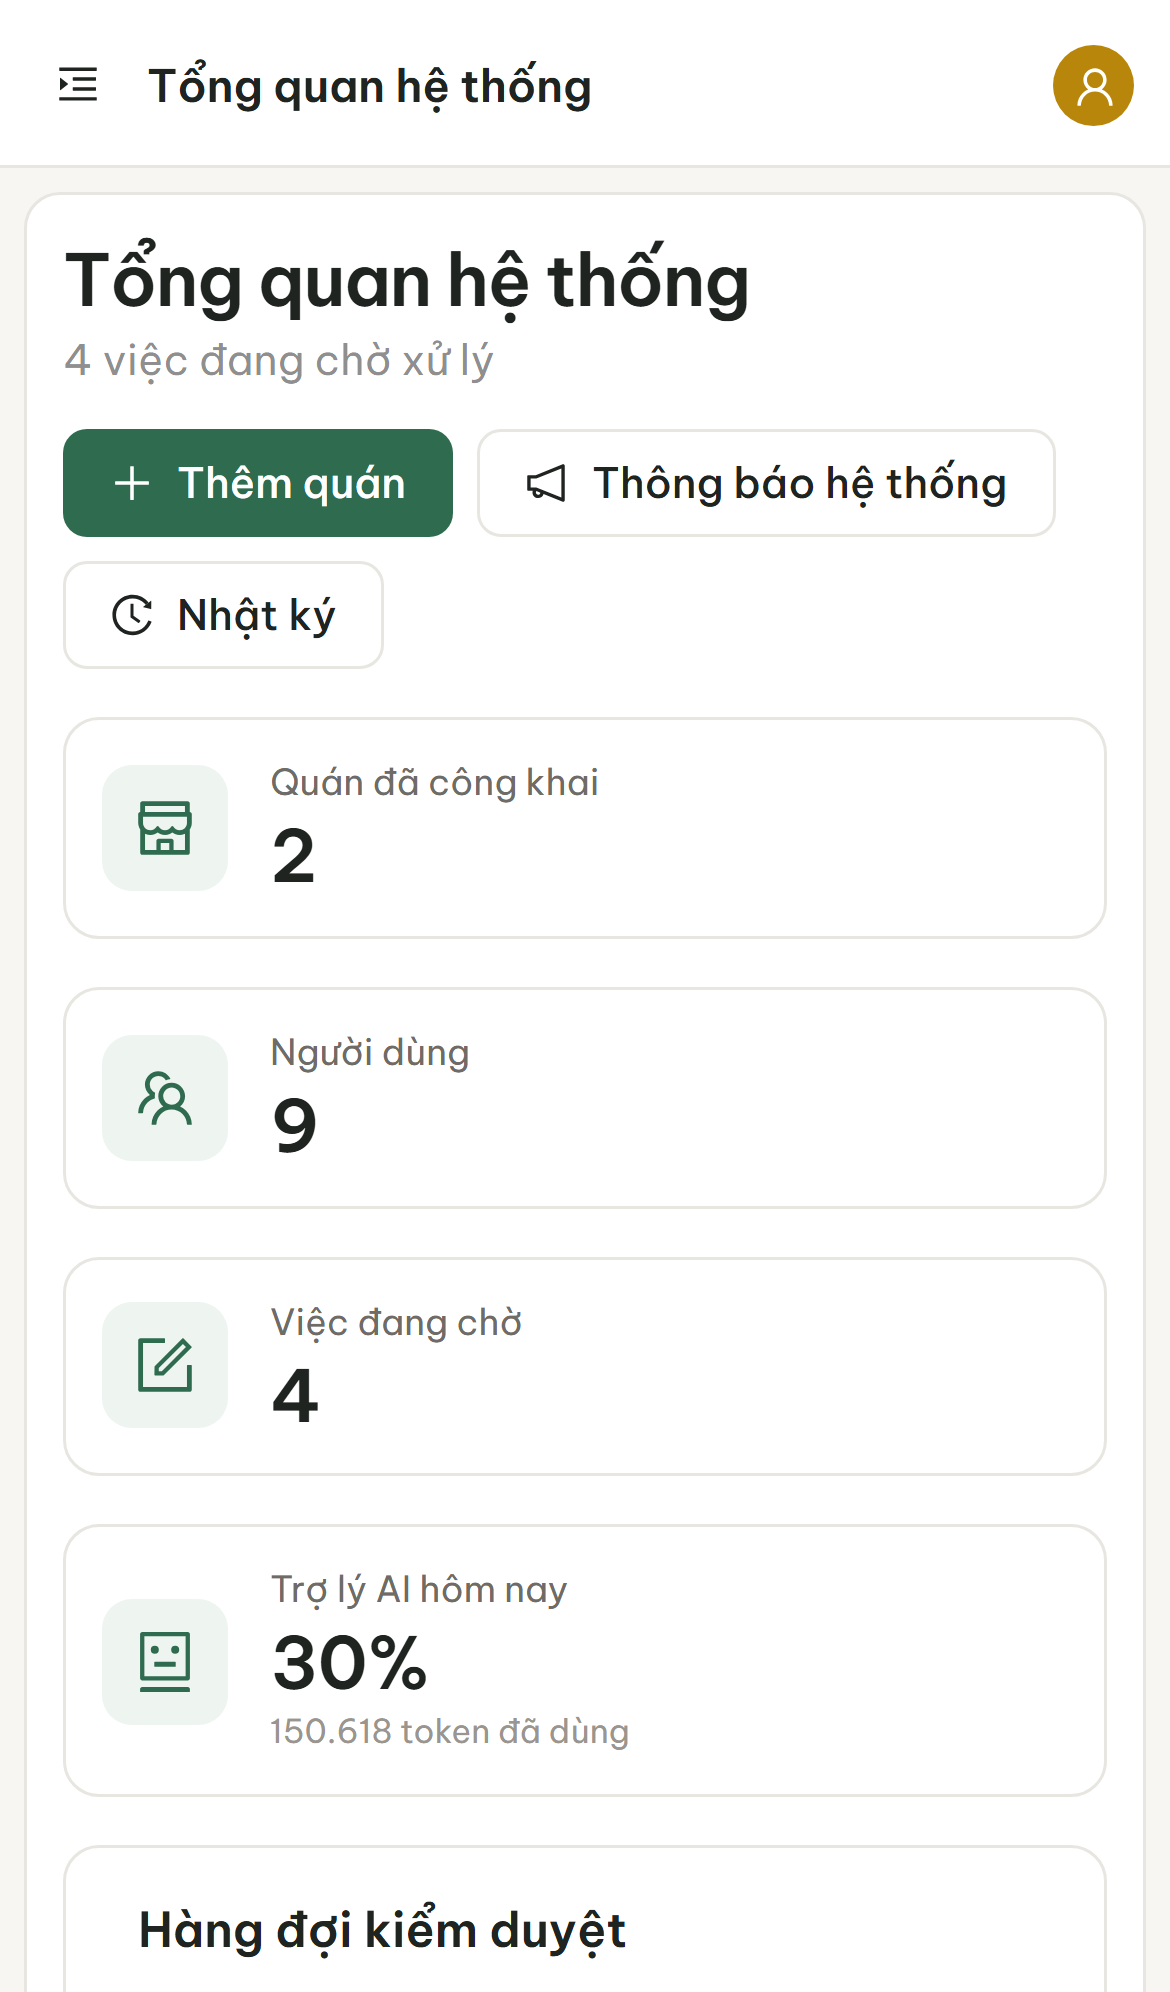 Tổng quan hệ thống
Tổng quan hệ thống
4 việc đang chờ xử lý
Thêm quán
Thông báo hệ thống
Nhật ký
Quán đã công khai
2
Người dùng
9
Việc đang chờ
4
Trợ lý AI hôm nay
30%
150.618 token đã dùng
Hàng đợi kiểm duyệt